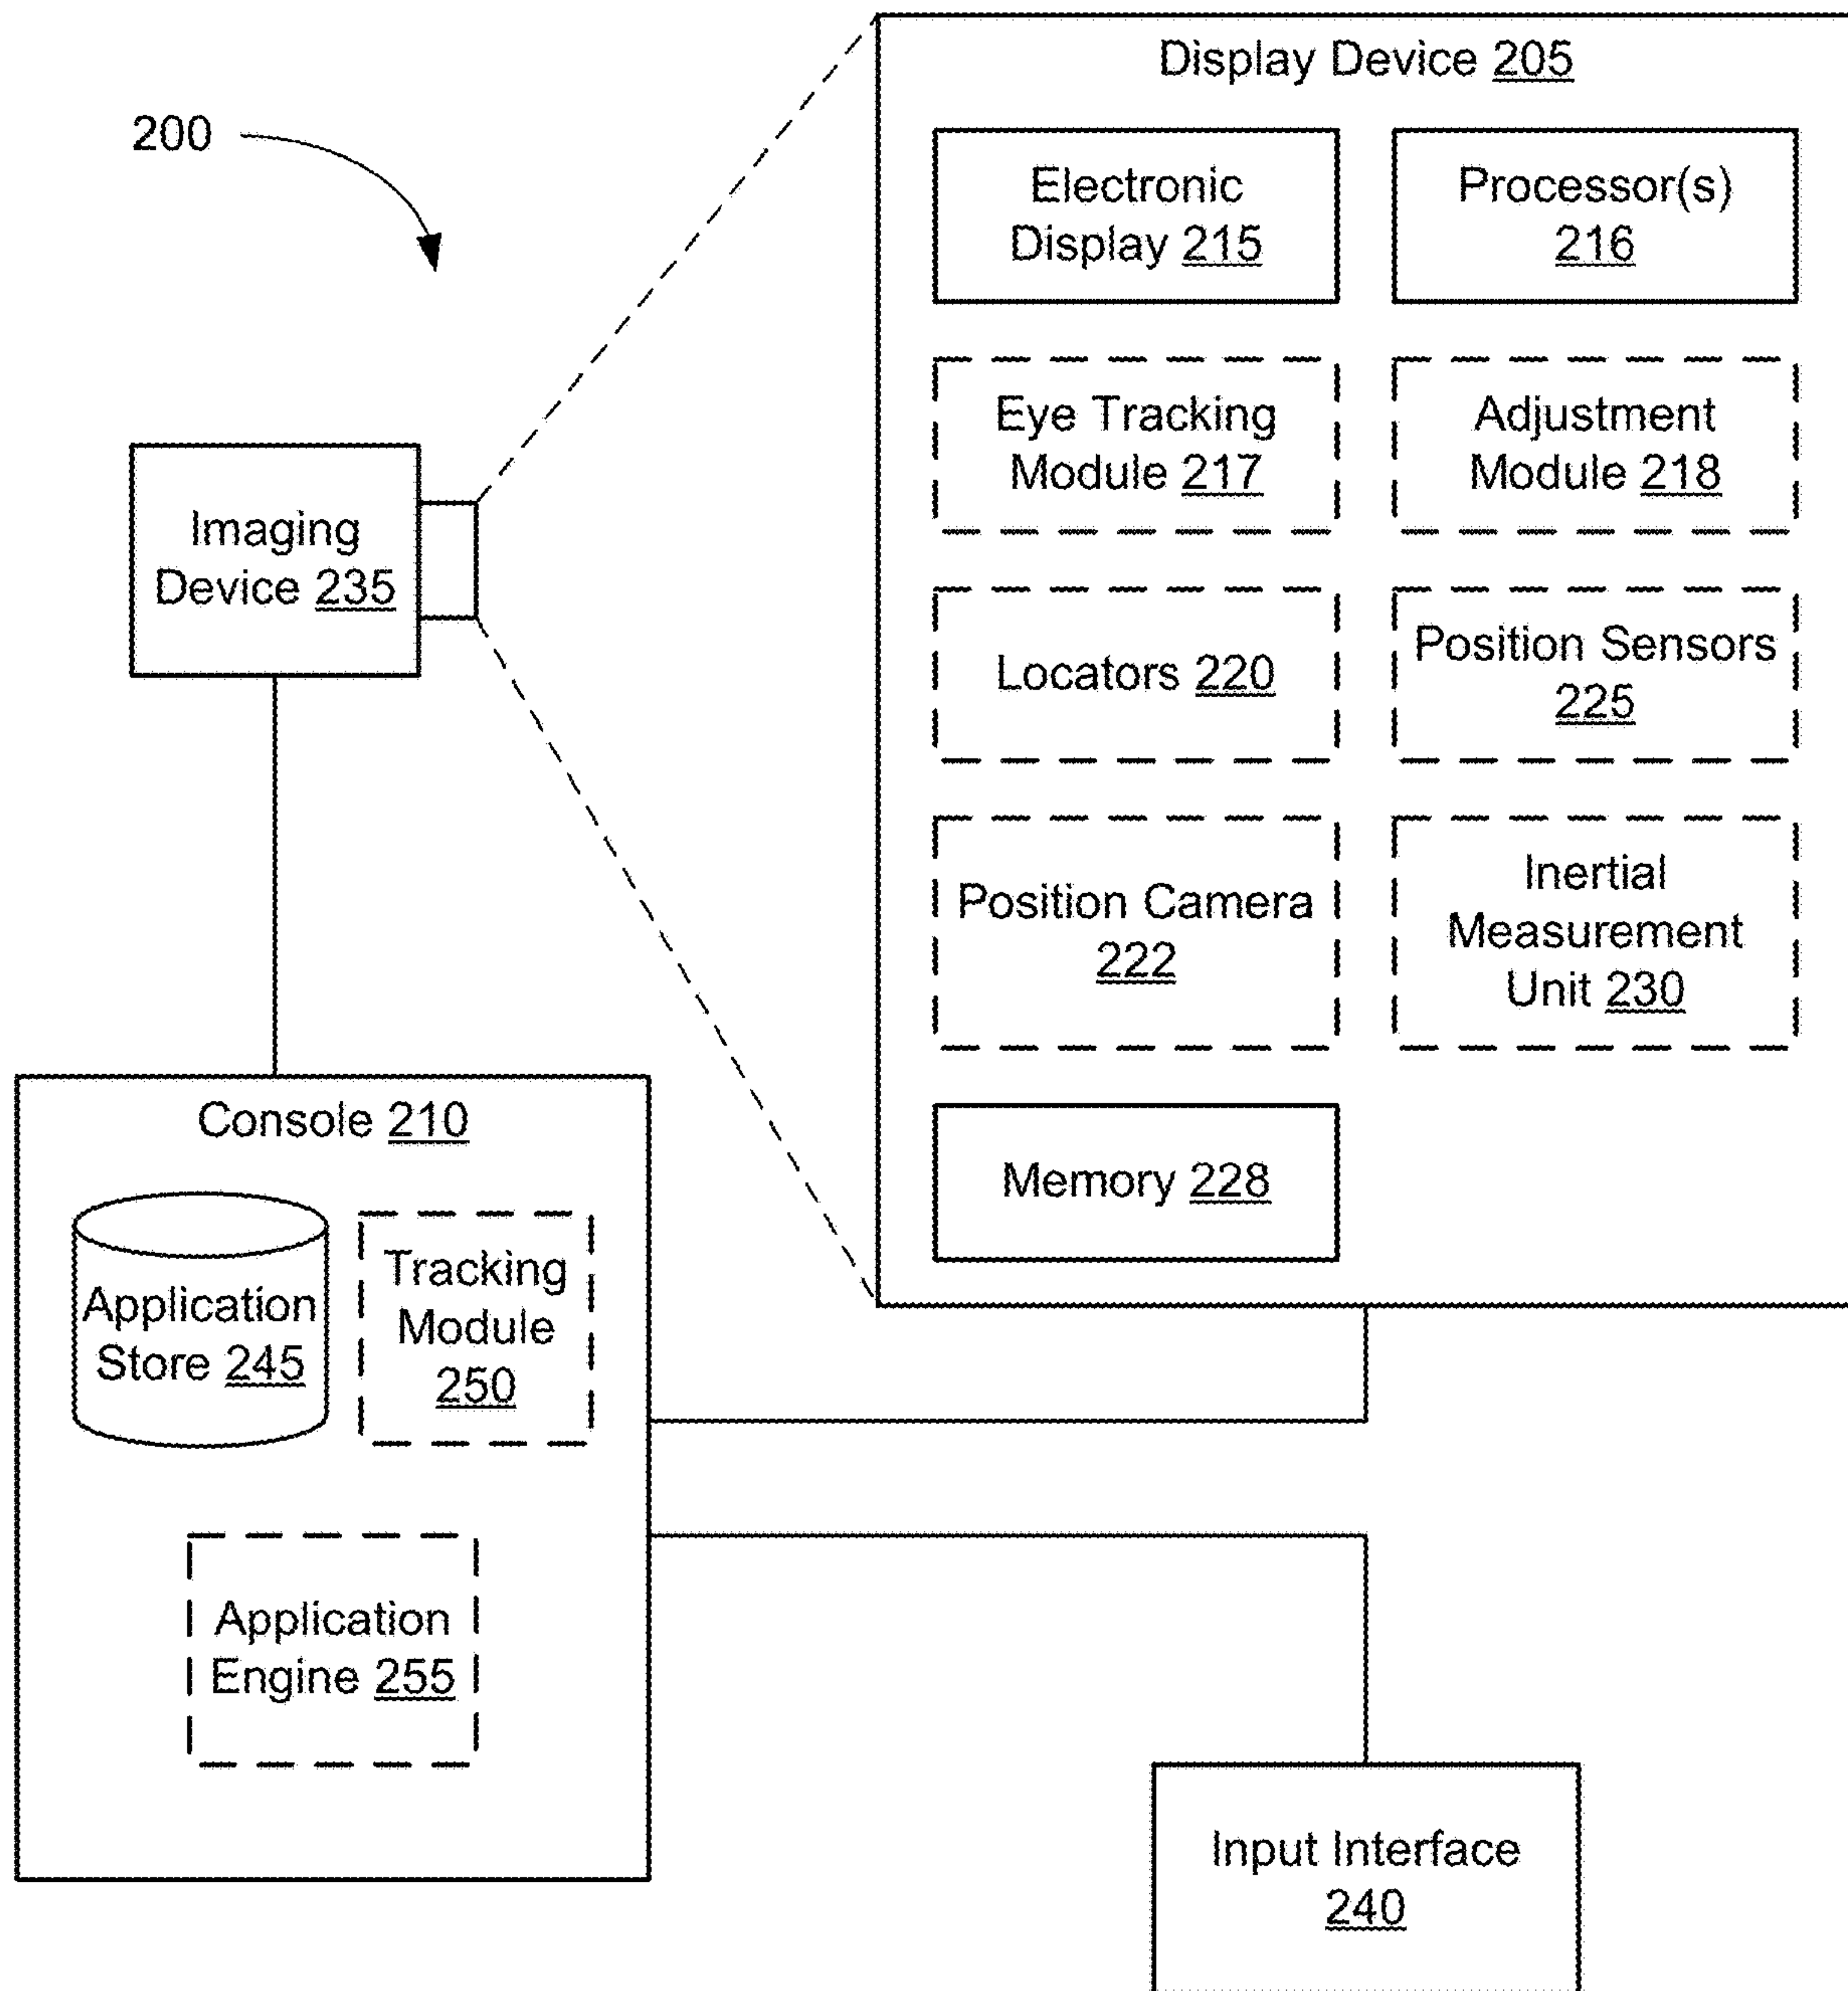 200
Display Device 205
Electronic
Display 215
Processor(s)
216
Eye Tracking
Module 217
Adjustment
Module 218
Imaging
Device 235
Locators 220
Position Sensors
225
Position Camera
222
Inertial
Measurement
Unit 230
Memory 228
Console 210
Application
Store 245
Tracking
Module
250
Application
Engine 255
Input Interface
240